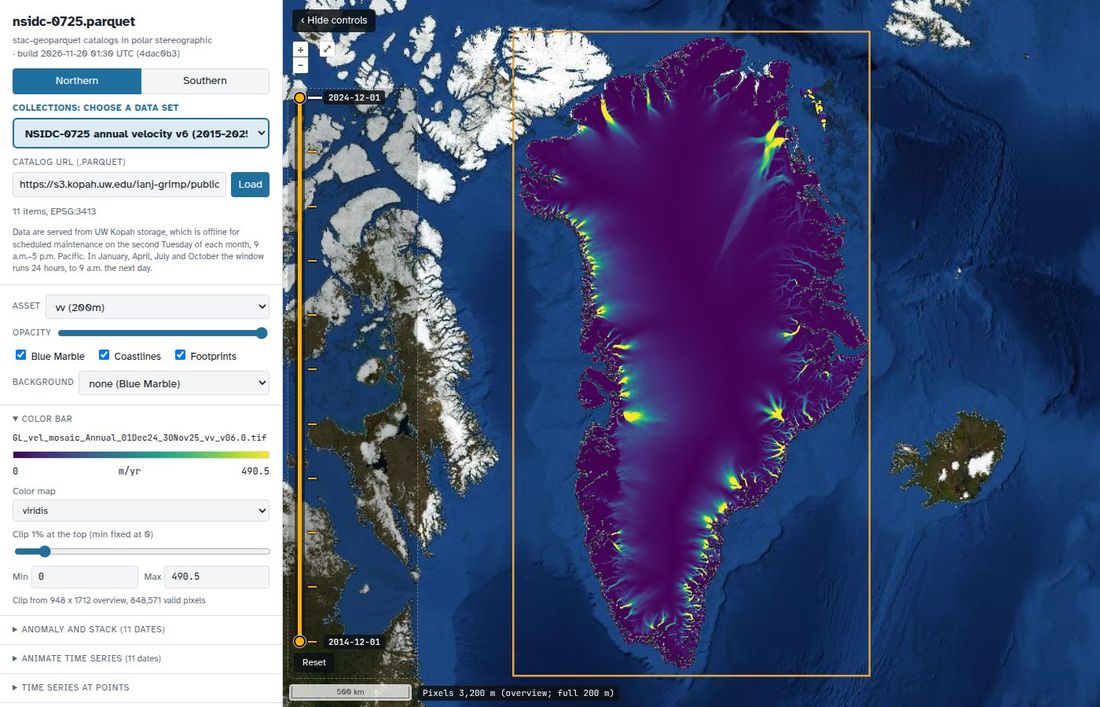 nsidc-0725.parquet
stac-geoparquet catalogs in polar stereographic
· build 2026-11-20 01:30 UTC (4dac0b3)
Northern
Southern
COLLECTIONS: CHOOSE A DATA SET
NSIDC-0725 annual velocity v6 (2015-202
CATALOG URL (.PARQUET)
https://s3.kopah.uw.edu/ianj-grimp/public
Load
11 items, EPSG:3413
Data are served from UW Kopah storage, which is offline for
scheduled maintenance on the second Tuesday of each month, 9
a.m.–5 p.m. Pacific. In January, April, July and October the window
runs 24 hours, to 9 a.m. the next day.
ASSET
vv (200m)
OPACITY
Blue Marble
Coastlines
Footprints
BACKGROUND
none (Blue Marble)
▼ COLOR BAR
GL_vel_mosaic_Annual_01Dec24_30Nov25_vv_v06.0.tif
0
m/yr
490.5
Color map
viridis
Clip 1% at the top (min fixed at 0)
Min
0
Max
490.5
Clip from 948 x 1712 overview, 848,571 valid pixels
▶ ANOMALY AND STACK (11 DATES)
▶ ANIMATE TIME SERIES (11 dates)
▶ TIME SERIES AT POINTS
‹ Hide controls
+
−
2024-12-01
2014-12-01
Reset
500 km
Pixels 3,200 m (overview; full 200 m)